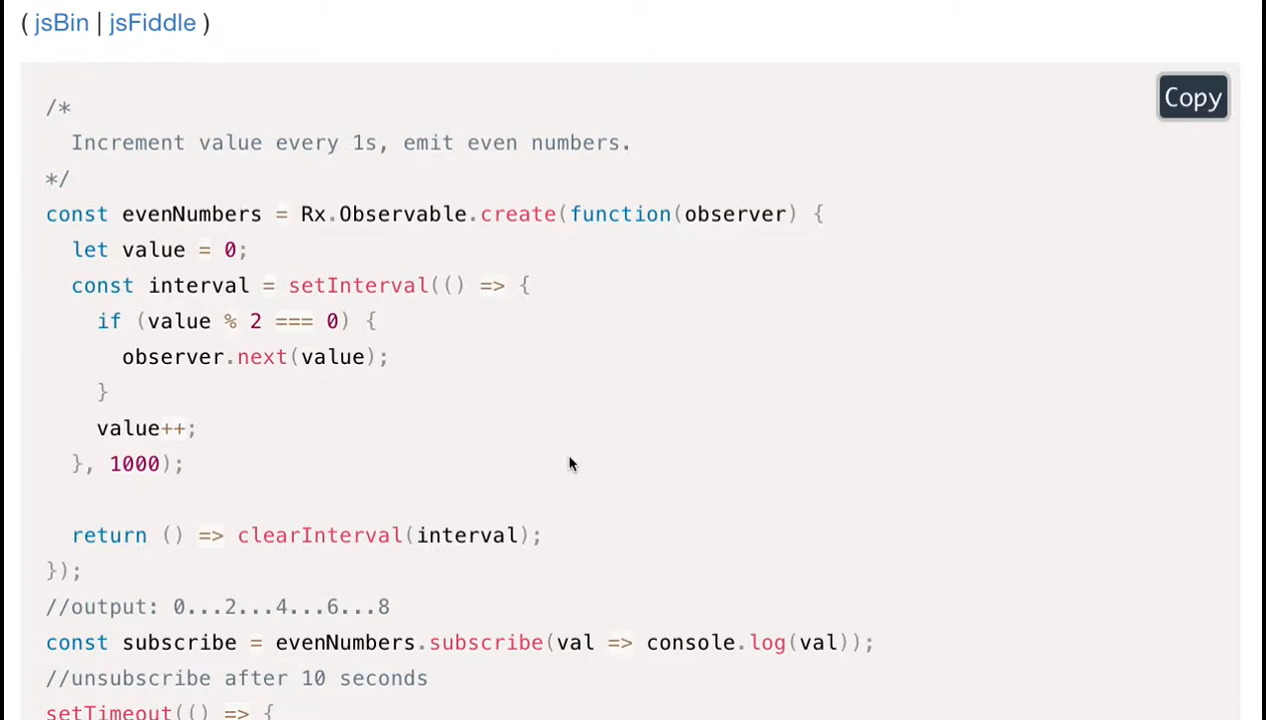 ( jsBin | jsFiddle )
Copy
/*
  Increment value every 1s, emit even numbers.
*/
const evenNumbers = Rx.Observable.create(function(observer) {
  let value = 0;
  const interval = setInterval(() => {
    if (value % 2 === 0) {
      observer.next(value);
    }
    value++;
  }, 1000);

  return () => clearInterval(interval);
});
//output: 0...2...4...6...8
const subscribe = evenNumbers.subscribe(val => console.log(val));
//unsubscribe after 10 seconds
setTimeout(() => {